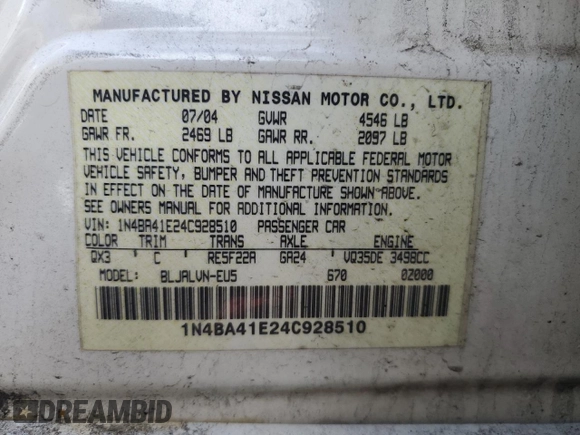 MANUFACTURED BY NISSAN MOTOR CO., LTD.
DATE 07/04 GVWR 4546 LB
GAWR FR. 2469 LB GAWR RR. 2097 LB
THIS VEHICLE CONFORMS TO ALL APPLICABLE FEDERAL MOTOR
VEHICLE SAFETY, BUMPER AND THEFT PREVENTION STANDARDS
IN EFFECT ON THE DATE OF MANUFACTURE SHOWN ABOVE.
SEE OWNERS MANUAL FOR ADDITIONAL INFORMATION.
VIN: 1N4BA41E24C928510 PASSENGER CAR
COLOR TRIM TRANS AXLE ENGINE
QX3 C RE5F22A GA24 VQ35DE 3498CC
MODEL: BLJALVN-EU5 670 02000
1N4BA41E24C928510
DREAMBID